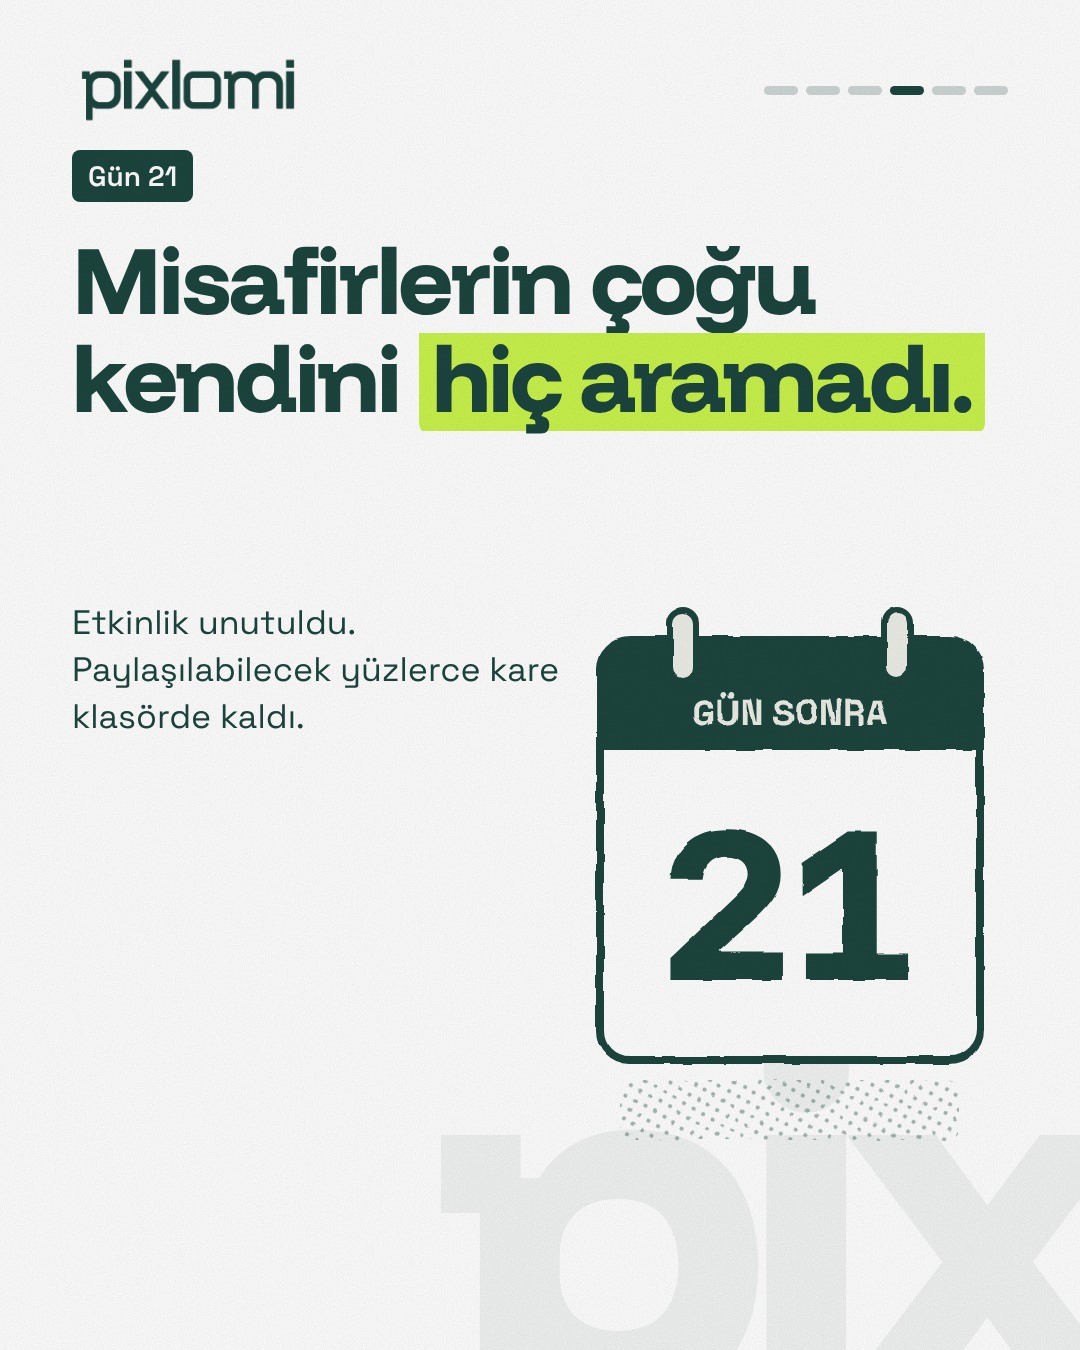 pixlomi
Gün 21
Misafirlerin çoğu
kendini hiç aramadı.
Etkinlik unutuldu.
Paylaşılabilecek yüzlerce kare
klasörde kaldı.
GÜN SONRA
21
pix